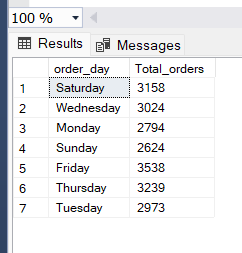 100 %
Results Messages
order_day Total_orders
1 Saturday 3158
2 Wednesday 3024
3 Monday 2794
4 Sunday 2624
5 Friday 3538
6 Thursday 3239
7 Tuesday 2973